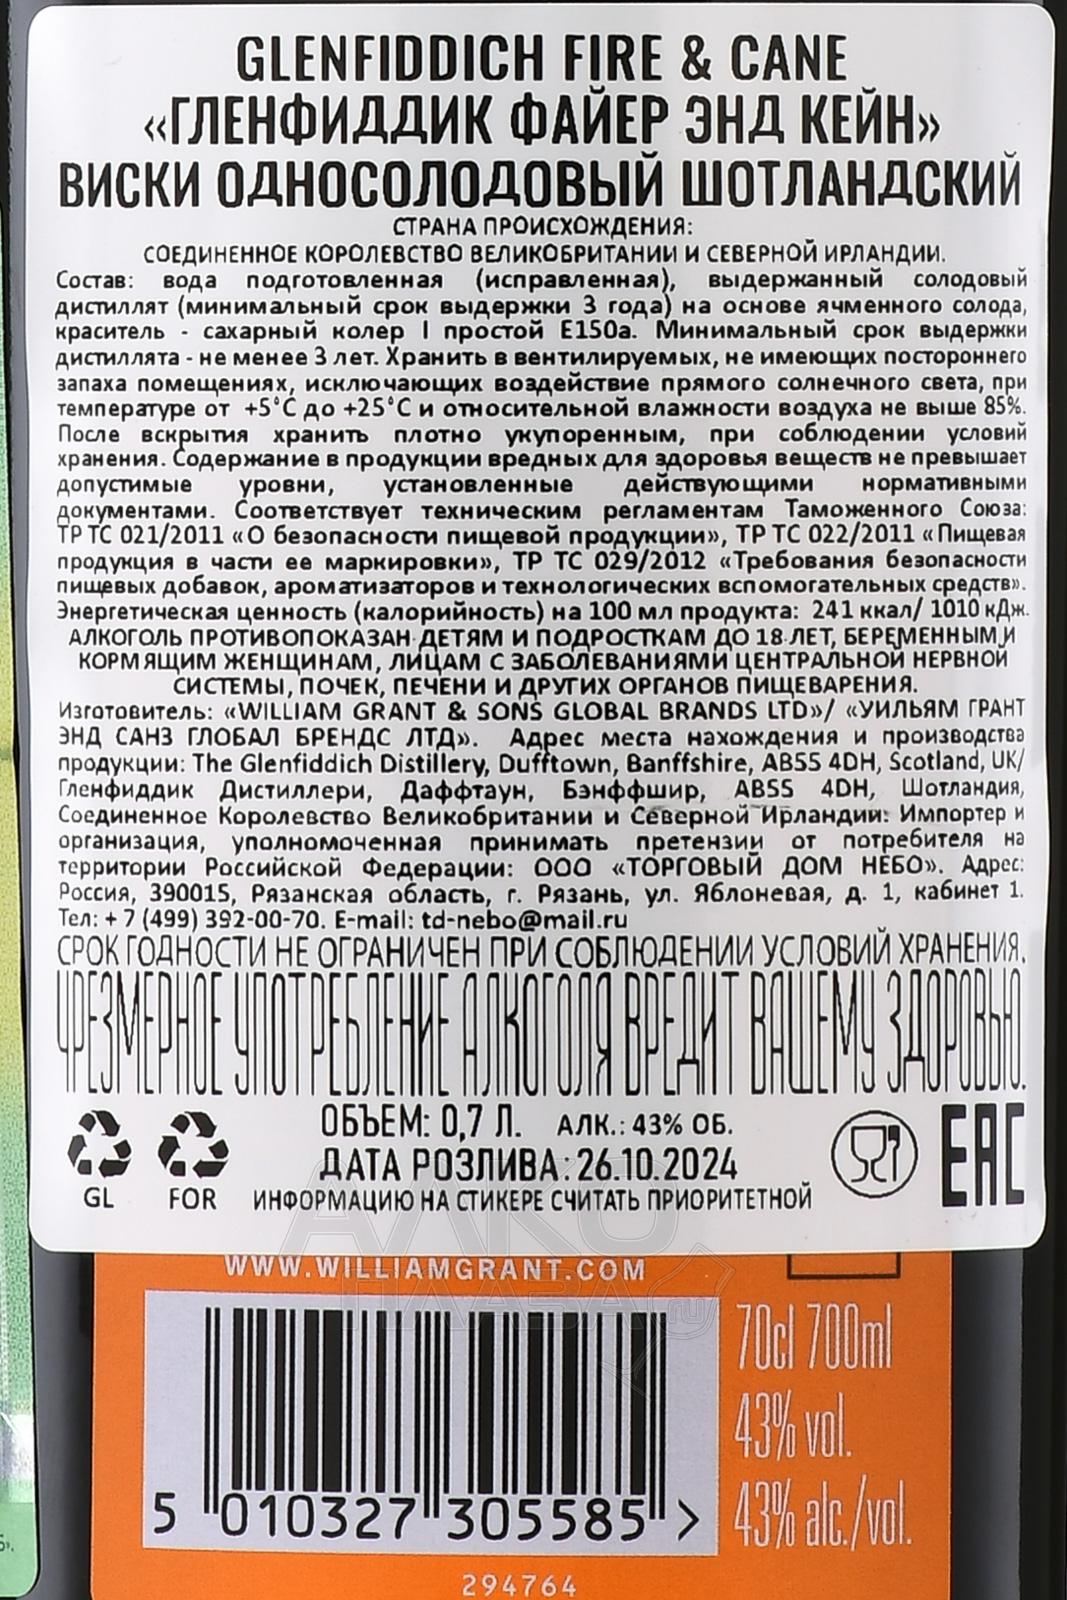 GLENFIDDICH FIRE & CANE
«ГЛЕНФИДДИК ФАЙЕР ЭНД КЕЙН»
ВИСКИ ОДНОСОЛОДОВЫЙ ШОТЛАНДСКИЙ
СТРАНА ПРОИСХОЖДЕНИЯ:
СОЕДИНЕННОЕ КОРОЛЕВСТВО ВЕЛИКОБРИТАНИИ И СЕВЕРНОЙ ИРЛАНДИИ.
Состав: вода подготовленная (исправленная), выдержанный солодовый
дистиллят (минимальный срок выдержки 3 года) на основе ячменного солода,
краситель - сахарный колер I простой Е150а. Минимальный срок выдержки
дистиллята - не менее 3 лет. Хранить в вентилируемых, не имеющих постороннего
запаха помещениях, исключающих воздействие прямого солнечного света, при
температуре от +5˚С до +25˚С и относительной влажности воздуха не выше 85%.
После вскрытия хранить плотно укупоренным, при соблюдении условий
хранения. Содержание в продукции вредных для здоровья веществ не превышает
допустимые уровни, установленные действующими нормативными
документами. Соответствует техническим регламентам Таможенного Союза:
ТР ТС 021/2011 «О безопасности пищевой продукции», ТР ТС 022/2011 «Пищевая
продукция в части ее маркировки», ТР ТС 029/2012 «Требования безопасности
пищевых добавок, ароматизаторов и технологических вспомогательных средств».
Энергетическая ценность (калорийность) на 100 мл продукта: 241 ккал/ 1010 кДж.
АЛКОГОЛЬ ПРОТИВОПОКАЗАН ДЕТЯМ И ПОДРОСТКАМ ДО 18 ЛЕТ, БЕРЕМЕННЫМ И
КОРМЯЩИМ ЖЕНЩИНАМ, ЛИЦАМ С ЗАБОЛЕВАНИЯМИ ЦЕНТРАЛЬНОЙ НЕРВНОЙ
СИСТЕМЫ, ПОЧЕК, ПЕЧЕНИ И ДРУГИХ ОРГАНОВ ПИЩЕВАРЕНИЯ.
Изготовитель: «WILLIAM GRANT & SONS GLOBAL BRANDS LTD»/ «УИЛЬЯМ ГРАНТ
ЭНД САНЗ ГЛОБАЛ БРЕНДС ЛТД». Адрес места нахождения и производства
продукции: The Glenfiddich Distillery, Dufftown, Banffshire, AB55 4DH, Scotland, UK/
Гленфиддик Дистиллери, Даффтаун, Бэнффшир, AB55 4DH, Шотландия,
Соединенное Королевство Великобритании и Северной Ирландии. Импортер и
организация, уполномоченная принимать претензии от потребителя на
территории Российской Федерации: ООО «ТОРГОВЫЙ ДОМ НЕБО». Адрес:
Россия, 390015, Рязанская область, г. Рязань, ул. Яблоневая, д. 1, кабинет 1.
Тел: + 7 (499) 392-00-70. E-mail: td-nebo@mail.ru
СРОК ГОДНОСТИ НЕ ОГРАНИЧЕН ПРИ СОБЛЮДЕНИИ УСЛОВИЙ ХРАНЕНИЯ.
ЧРЕЗМЕРНОЕ УПОТРЕБЛЕНИЕ АЛКОГОЛЯ ВРЕДИТ ВАШЕМУ ЗДОРОВЬЮ.
ОБЪЕМ: 0,7 Л. АЛК.: 43% ОБ.
ДАТА РОЗЛИВА: 26.10.2024
GL FOR ИНФОРМАЦИЮ НА СТИКЕРЕ СЧИТАТЬ ПРИОРИТЕТНОЙ
EAC
АЛКО
НАВА.ru
WWW.WILLIAMGRANT.COM
70cl 700ml
43% vol.
43% alc./vol.
5 010327 305585 >
294764